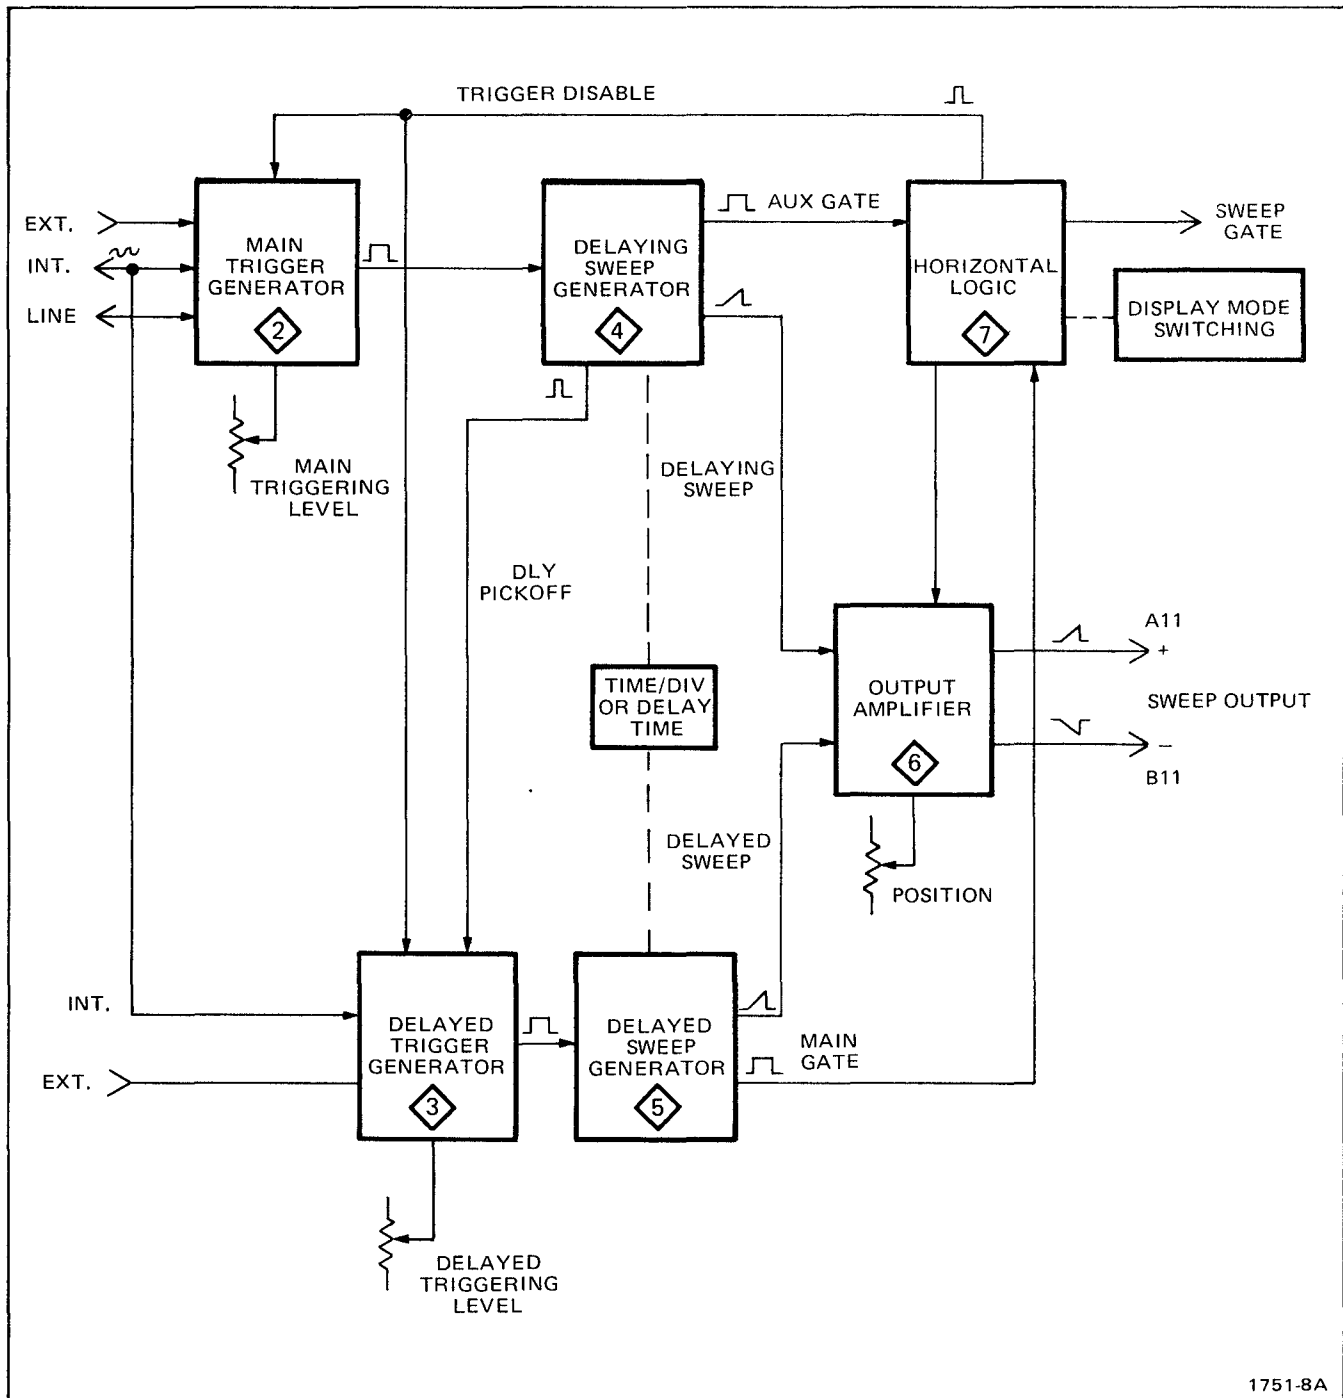 TRIGGER DISABLE
EXT.
INT.
LINE
MAIN
TRIGGER
GENERATOR
2
DELAYING
SWEEP
GENERATOR
4
AUX GATE
HORIZONTAL
LOGIC
7
SWEEP
GATE
DISPLAY MODE
SWITCHING
MAIN
TRIGGERING
LEVEL
DELAYING
SWEEP
DLY
PICKOFF
TIME/DIV
OR DELAY
TIME
OUTPUT
AMPLIFIER
6
A11
+
SWEEP OUTPUT
−
B11
POSITION
DELAYED
SWEEP
INT.
EXT.
DELAYED
TRIGGER
GENERATOR
3
DELAYED
SWEEP
GENERATOR
5
MAIN
GATE
DELAYED
TRIGGERING
LEVEL
1751-8A